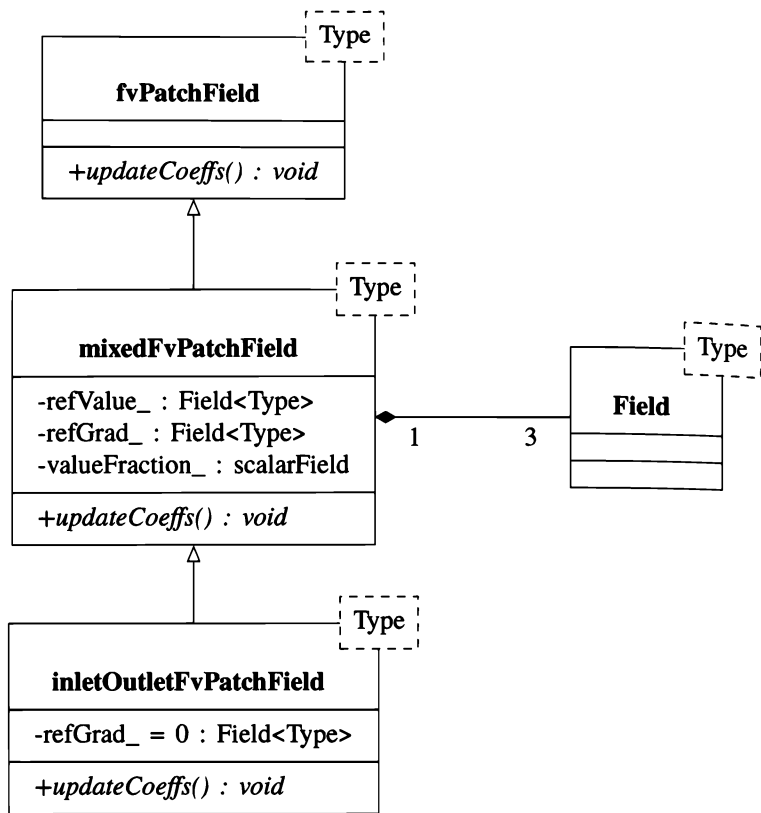 Type
fvPatchField
+updateCoeffs() : void
Type
mixedFvPatchField
-refValue_ : Field<Type>
-refGrad_ : Field<Type>
-valueFraction_ : scalarField
+updateCoeffs() : void
1
3
Type
Field
Type
inletOutletFvPatchField
-refGrad_ = 0 : Field<Type>
+updateCoeffs() : void